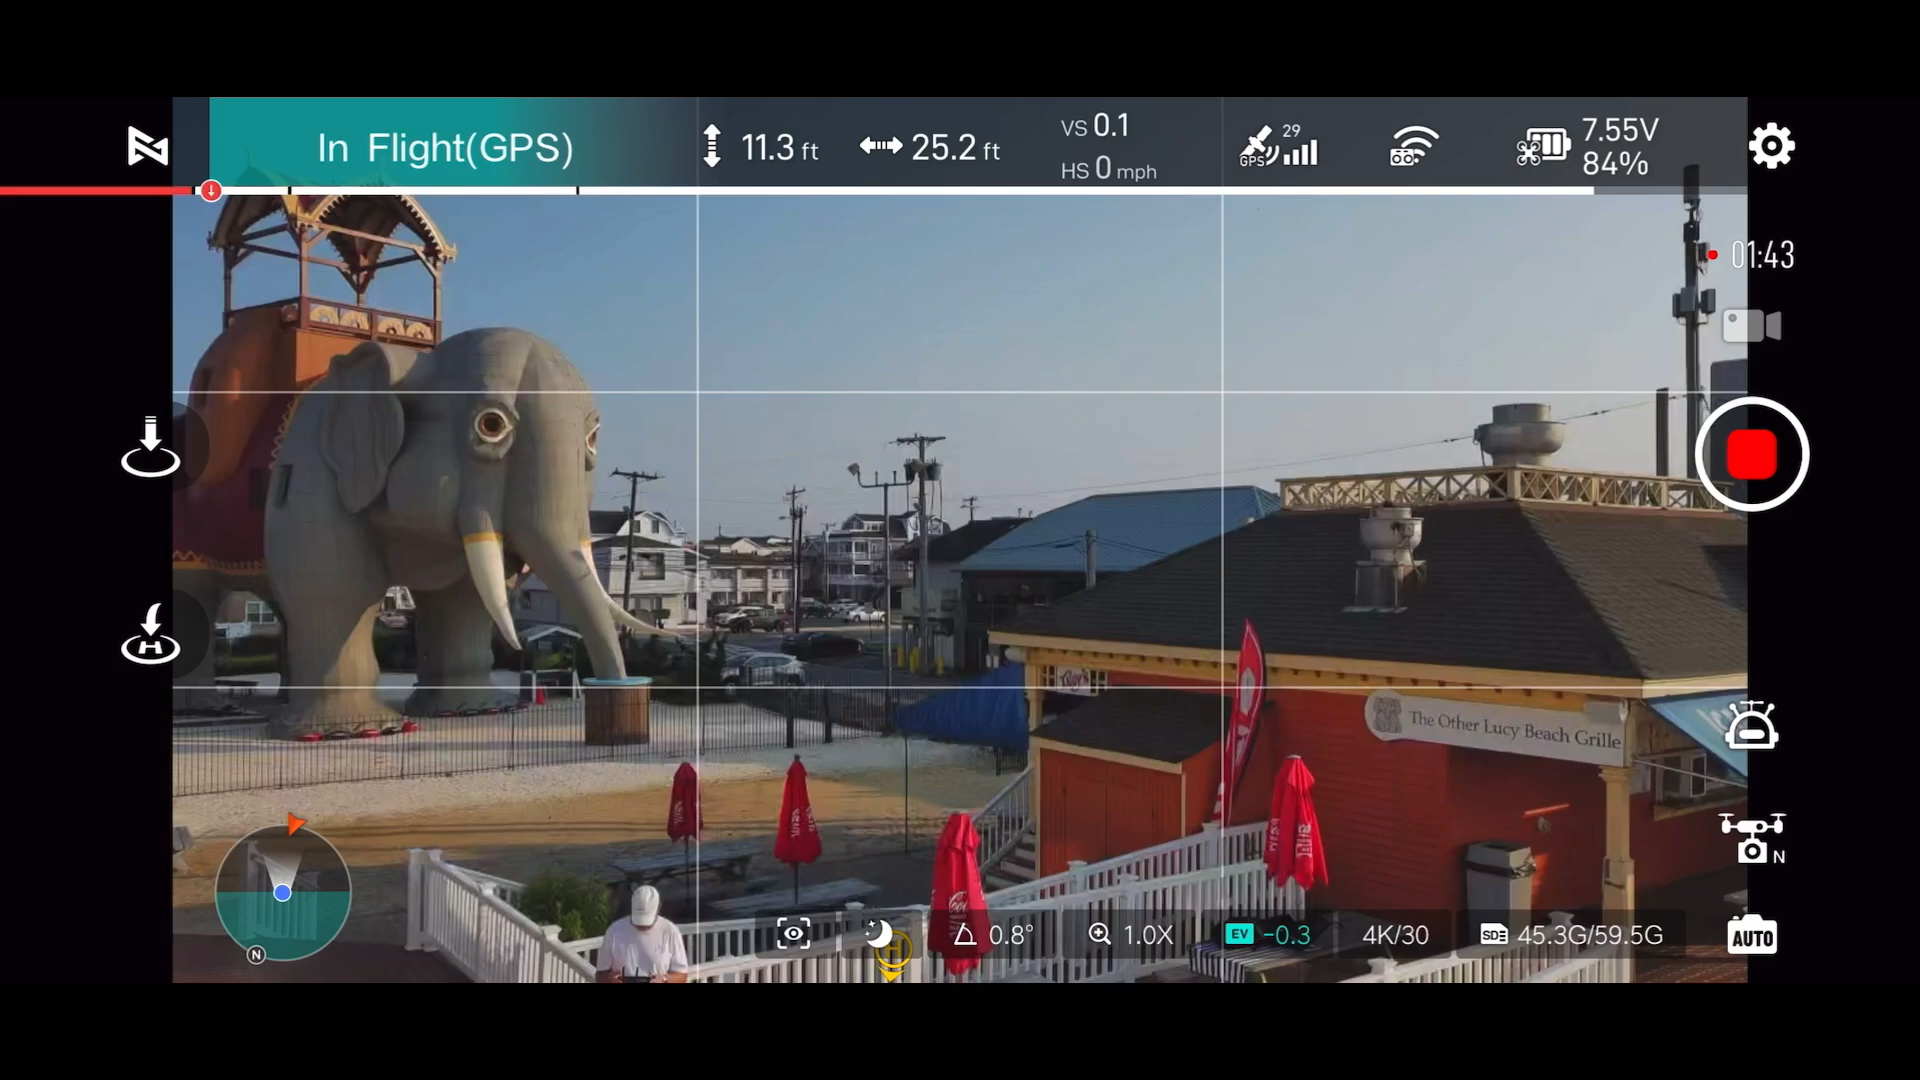 In Flight(GPS)
11.3 ft
25.2 ft
VS 0.1
HS 0 mph
GPS
29
7.55V
84%
01:43
The Other Lucy Beach Grille
N
N
H
H
0.8°
1.0X
EV -0.3
4K/30
SD 45.3G/59.5G
AUTO